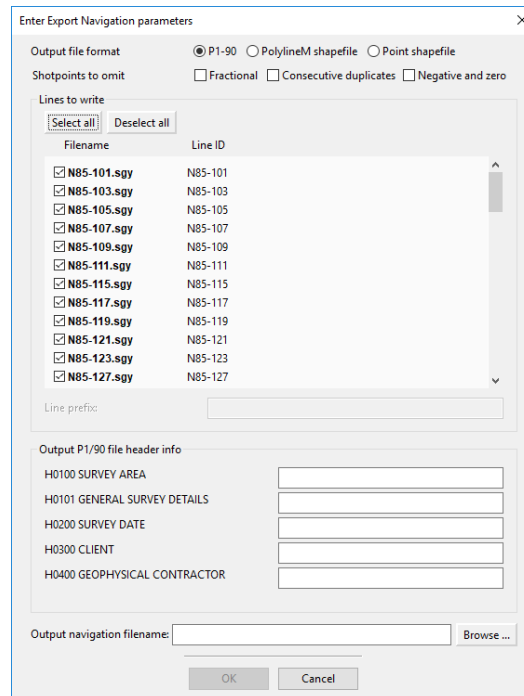 Enter Export Navigation parameters
Output file format P1-90 PolylineM shapefile Point shapefile
Shotpoints to omit Fractional Consecutive duplicates Negative and zero
Lines to write
Select all Deselect all
Filename Line ID
N85-101.sgy N85-101
N85-103.sgy N85-103
N85-105.sgy N85-105
N85-107.sgy N85-107
N85-109.sgy N85-109
N85-111.sgy N85-111
N85-115.sgy N85-115
N85-117.sgy N85-117
N85-119.sgy N85-119
N85-121.sgy N85-121
N85-123.sgy N85-123
N85-127.sgy N85-127
Line prefix:
Output P1/90 file header info
H0100 SURVEY AREA
H0101 GENERAL SURVEY DETAILS
H0200 SURVEY DATE
H0300 CLIENT
H0400 GEOPHYSICAL CONTRACTOR
Output navigation filename: Browse ...
OK Cancel